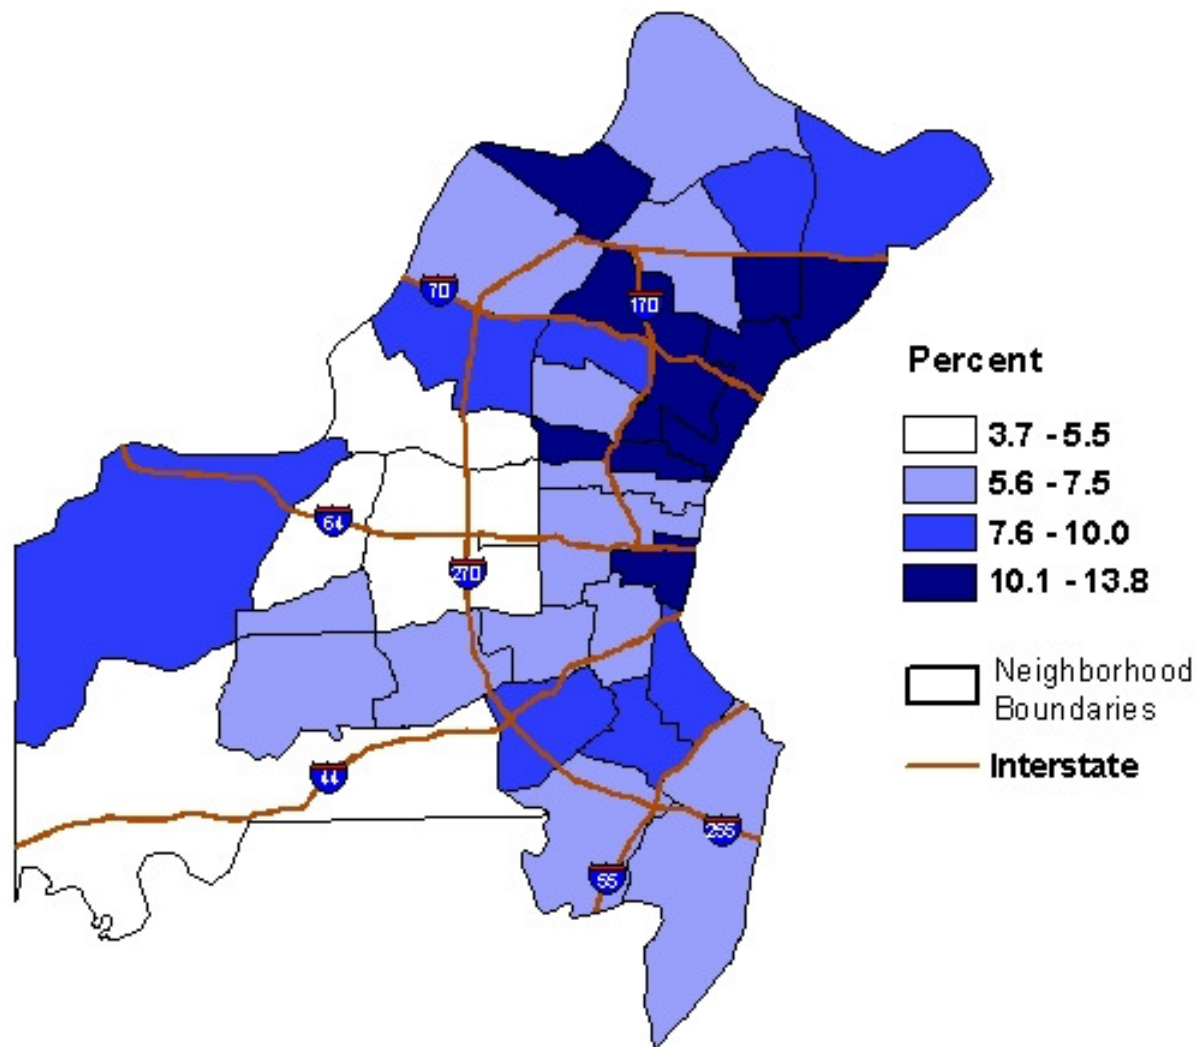 70
170
Percent
3.7 - 5.5
64
5.6 - 7.5
7.6 - 10.0
270
10.1 - 13.8
Neighborhood
Boundaries
Interstate
44
255
55